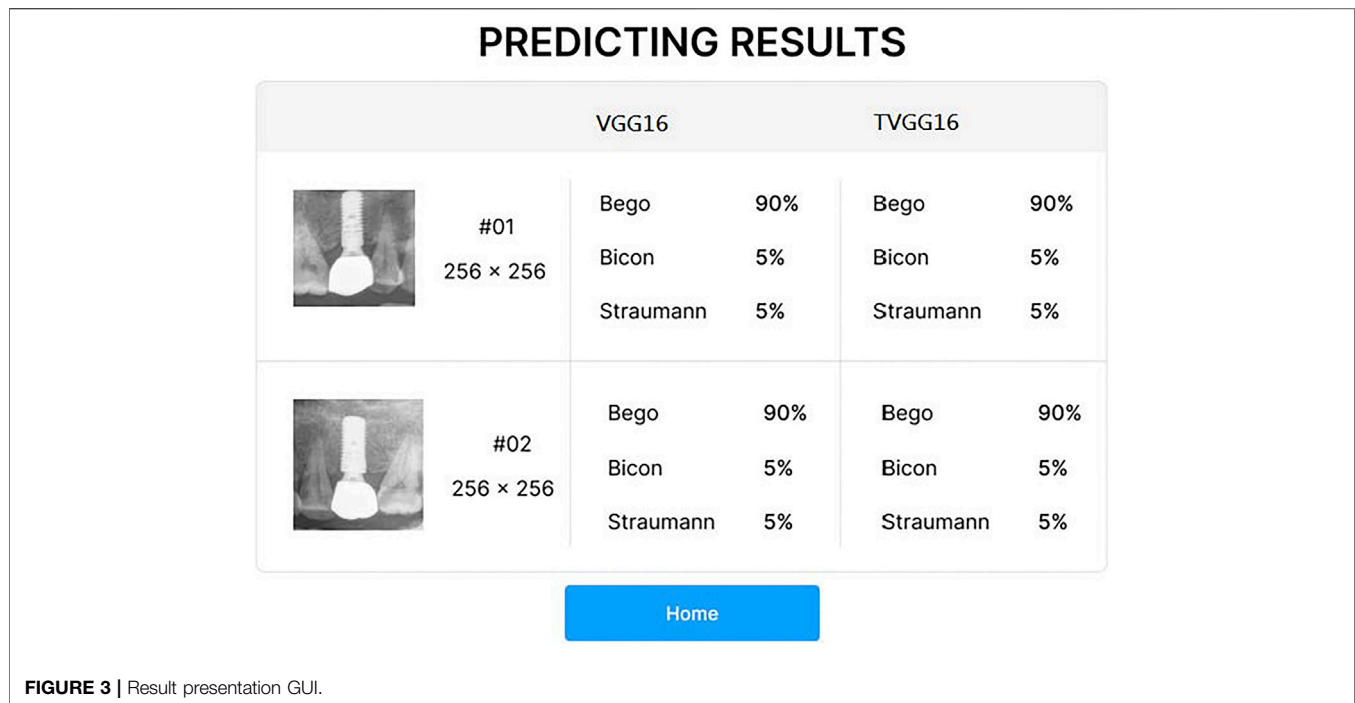 PREDICTING RESULTS
VGG16 TVGG16
#01
256 × 256
Bego 90% Bego 90%
Bicon 5% Bicon 5%
Straumann 5% Straumann 5%
#02
256 × 256
Bego 90% Bego 90%
Bicon 5% Bicon 5%
Straumann 5% Straumann 5%
Home
FIGURE 3 | Result presentation GUI.